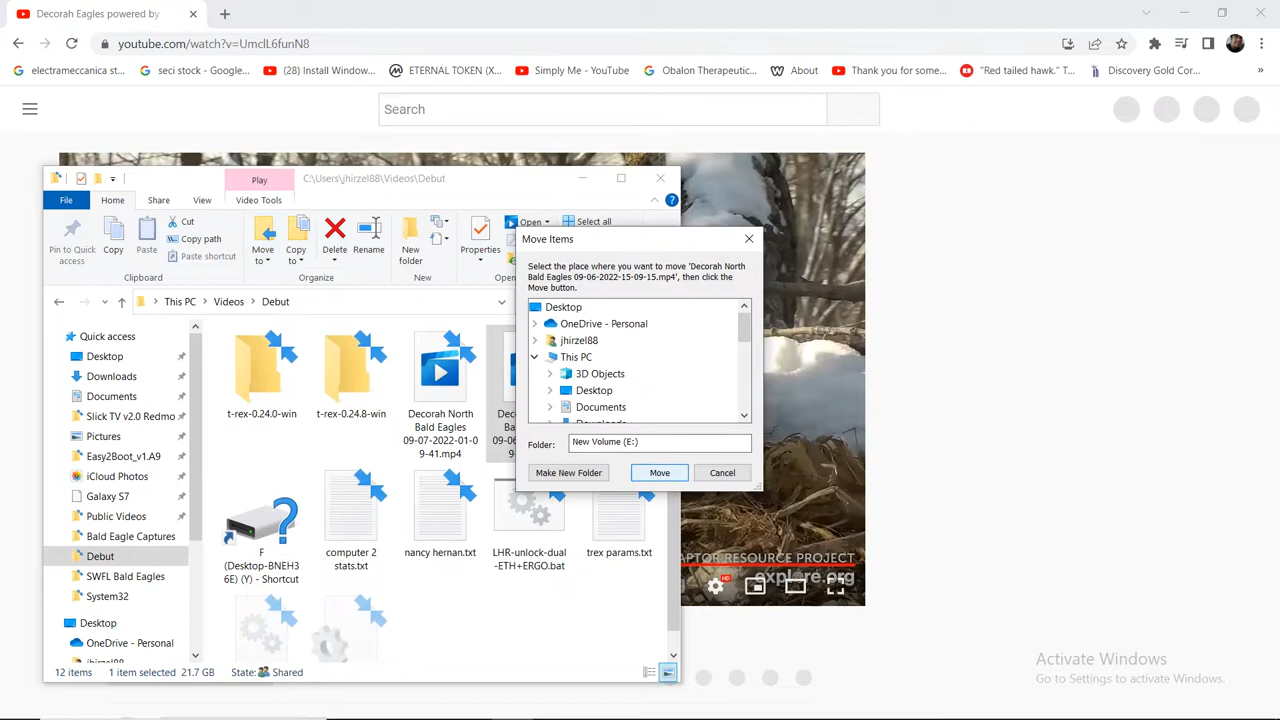 Decorah Eagles powered by
youtube.com/watch?v=UmclL6funN8
electrameccanica st...
seci stock - Google...
(28) Install Window...
ETERNAL TOKEN (X...
Simply Me - YouTube
Obalon Therapeutic...
About
Thank you for some...
"Red tailed hawk." T...
Discovery Gold Cor...
»
Search
Play
C:\Users\jhirzel88\Videos\Debut
File
Home
Share
View
Video Tools
Pin to Quick
access
Copy
Paste
Cut
Copy path
Paste shortcut
Move
to
Copy
to
Delete
Rename
New
folder
Properties
Open
Select all
Clipboard
Organize
New
This PC
Videos
Debut
Quick access
Desktop
Downloads
Documents
Slick TV v2.0 Redmo
Pictures
Easy2Boot_v1.A9
iCloud Photos
Galaxy S7
Public Videos
Bald Eagle Captures
Debut
SWFL Bald Eagles
System32
Desktop
OneDrive - Personal
jhirzel88
t-rex-0.24.0-win
t-rex-0.24.8-win
Decorah North
Bald Eagles
09-07-2022-01-0
9-41.mp4
F
(Desktop-BNEH3
6E) (Y) - Shortcut
computer 2
stats.txt
nancy hernan.txt
LHR-unlock-dual
-ETH+ERGO.bat
trex params.txt
12 items
1 item selected
21.7 GB
State:
Shared
Move Items
Select the place where you want to move 'Decorah North
Bald Eagles 09-06-2022-15-09-15.mp4', then click the
Move button.
Desktop
OneDrive - Personal
jhirzel88
This PC
3D Objects
Desktop
Documents
Downloads
Folder:
New Volume (E:)
Make New Folder
Move
Cancel
APTOR RESOURCE PROJECT
explore.org
HD
Activate Windows
Go to Settings to activate Windows.